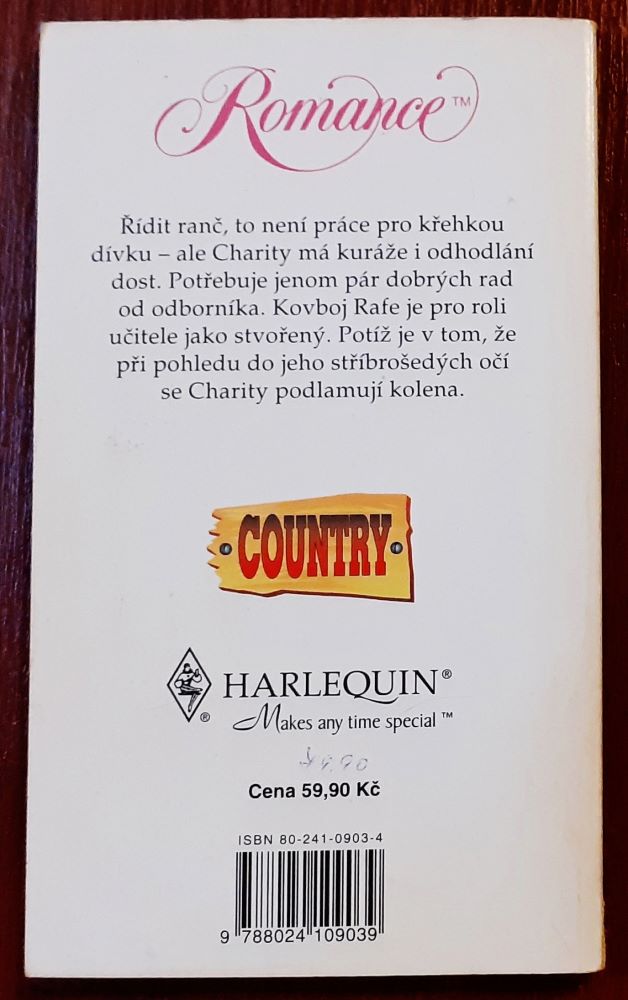 Romance™
Řídit ranč, to není práce pro křehkou
dívku – ale Charity má kuráže i odhodlání
dost. Potřebuje jenom pár dobrých rad
od odborníka. Kovboj Rafe je pro roli
učitele jako stvořený. Potíž je v tom, že
při pohledu do jeho stříbrošedých očí
se Charity podlamují kolena.
COUNTRY
HARLEQUIN®
®
Makes any time special™
Cena 59,90 Kč
ISBN 80-241-0903-4
9 788024 109039